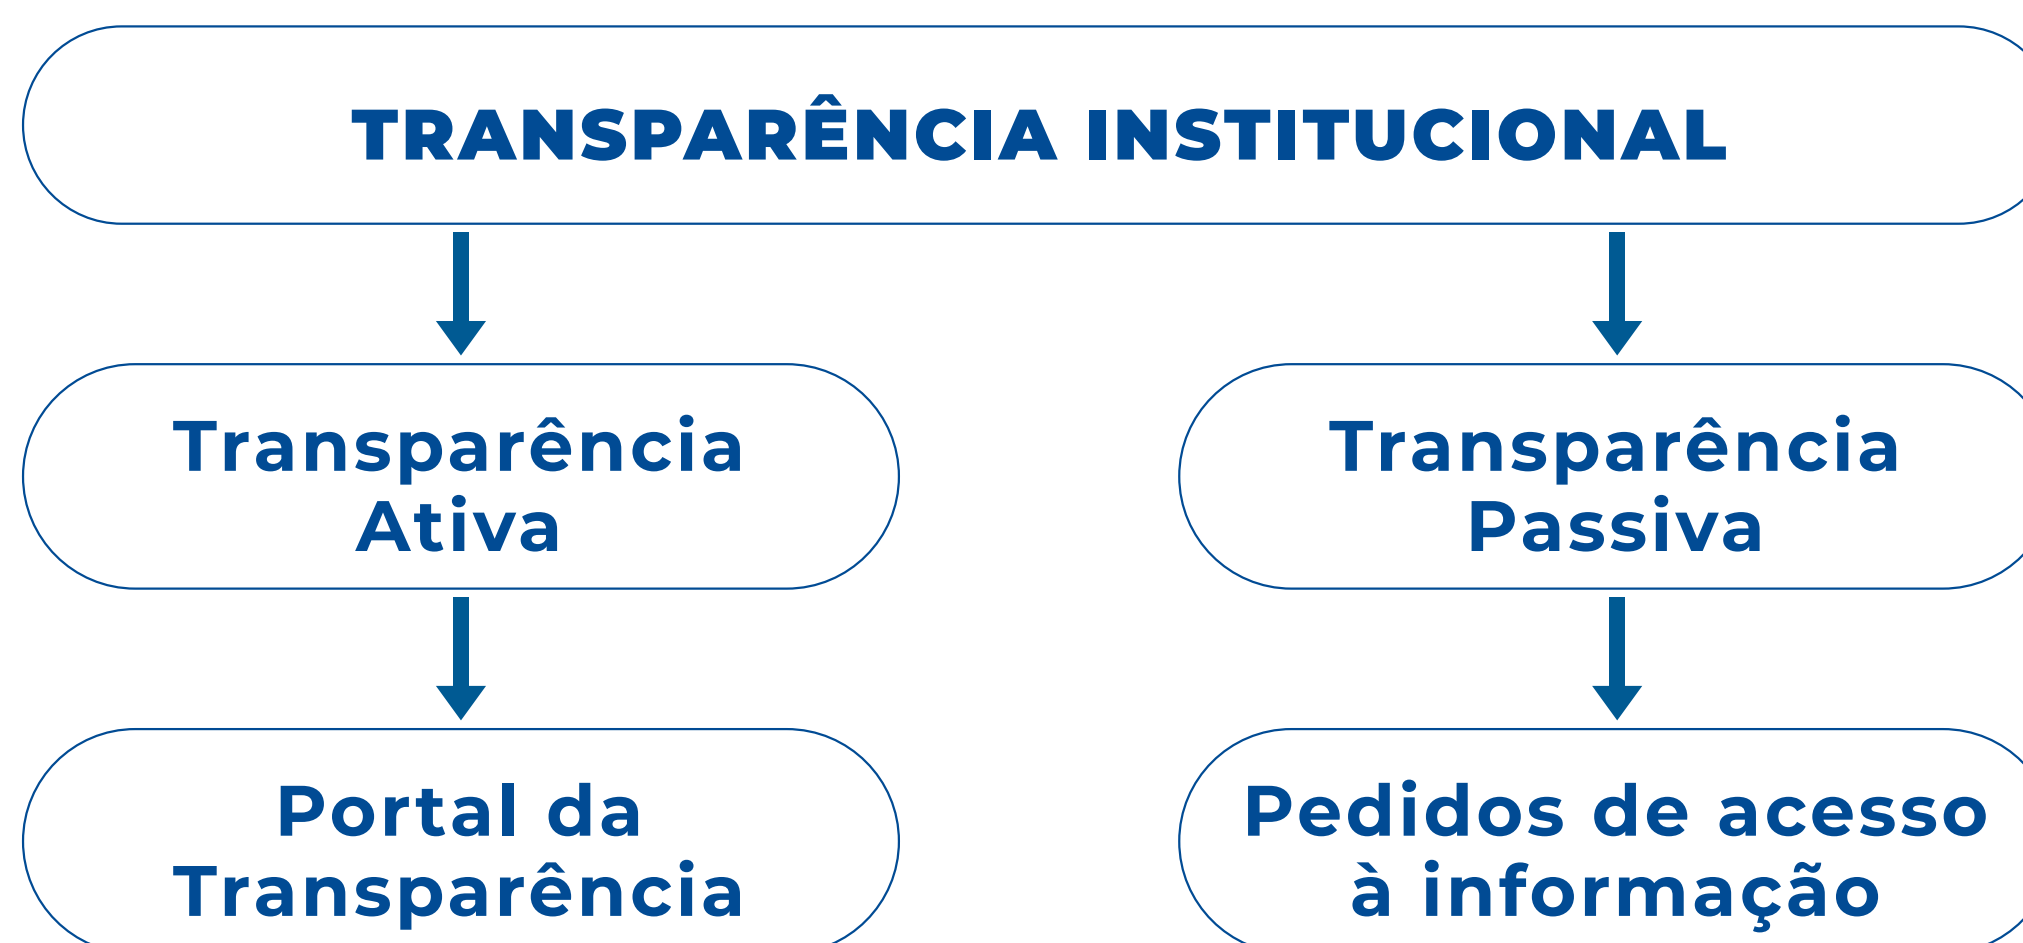 TRANSPARÊNCIA INSTITUCIONAL
Transparência
Ativa
Transparência
Passiva
Portal da
Transparência
Pedidos de acesso
à informação